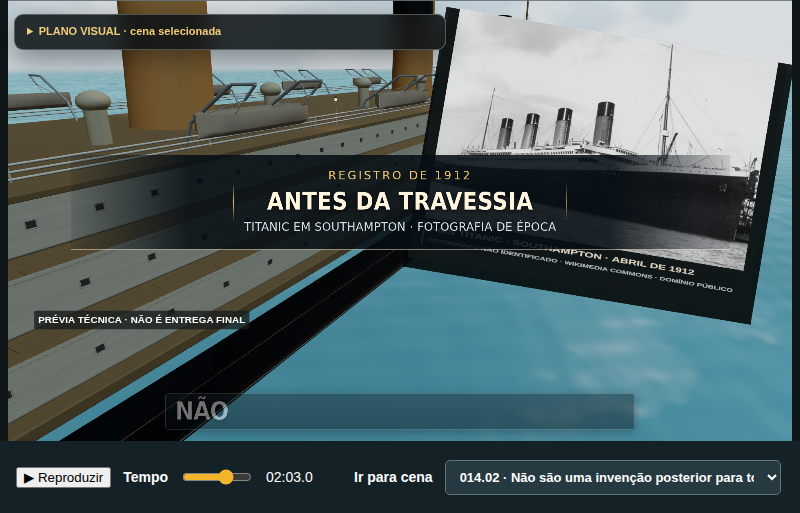 ▶ PLANO VISUAL · cena selecionada
REGISTRO DE 1912
ANTES DA TRAVESSIA
TITANIC EM SOUTHAMPTON · FOTOGRAFIA DE ÉPOCA
TITANIC · SOUTHAMPTON · ABRIL DE 1912
NÃO IDENTIFICADO · WIKIMEDIA COMMONS · DOMÍNIO PÚBLICO
PRÉVIA TÉCNICA · NÃO É ENTREGA FINAL
NÃO
▶ Reproduzir
Tempo
02:03.0
Ir para cena
014.02 · Não são uma invenção posterior para